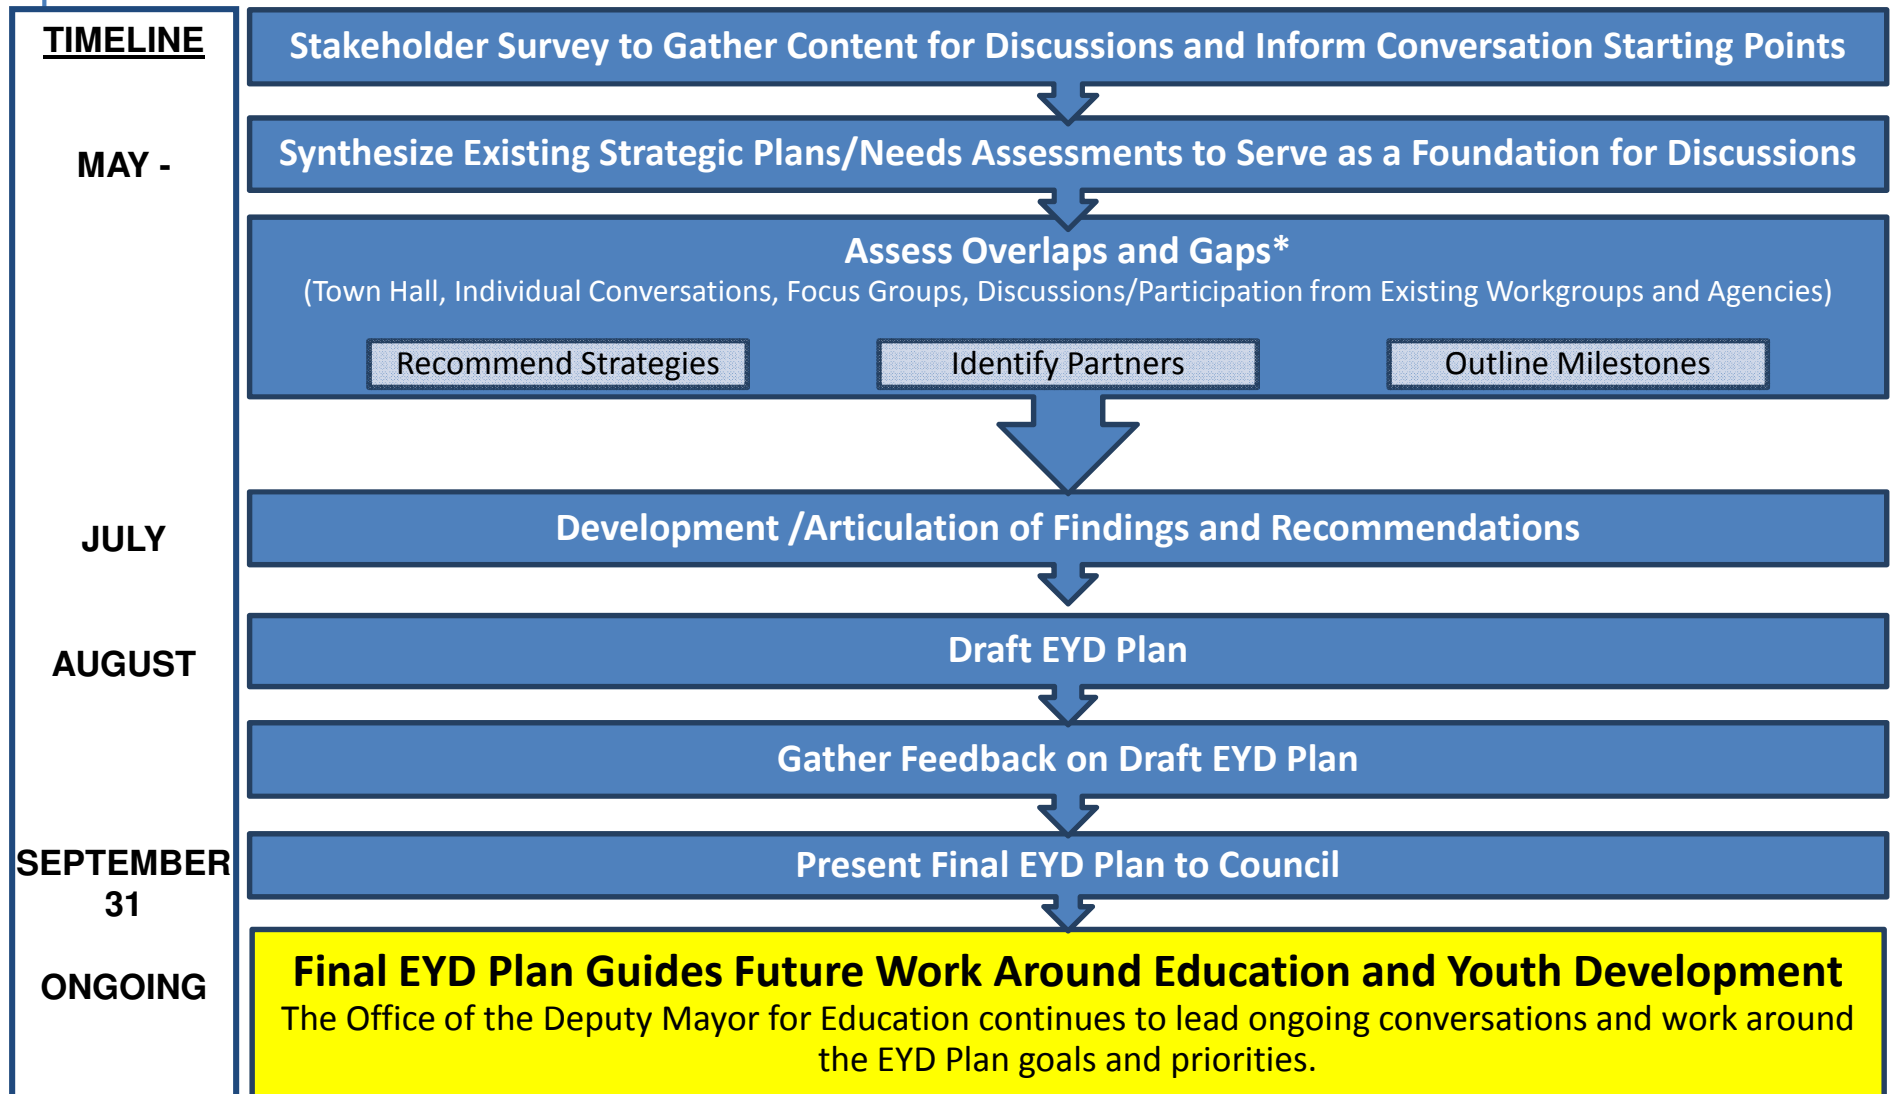 TIMELINE
Stakeholder Survey to Gather Content for Discussions and Inform Conversation Starting Points
MAY -
Synthesize Existing Strategic Plans/Needs Assessments to Serve as a Foundation for Discussions
Assess Overlaps and Gaps*
(Town Hall, Individual Conversations, Focus Groups, Discussions/Participation from Existing Workgroups and Agencies)
Recommend Strategies
Identify Partners
Outline Milestones
JULY
Development /Articulation of Findings and Recommendations
AUGUST
Draft EYD Plan
Gather Feedback on Draft EYD Plan
SEPTEMBER
31
Present Final EYD Plan to Council
ONGOING
Final EYD Plan Guides Future Work Around Education and Youth Development
The Office of the Deputy Mayor for Education continues to lead ongoing conversations and work around
the EYD Plan goals and priorities.